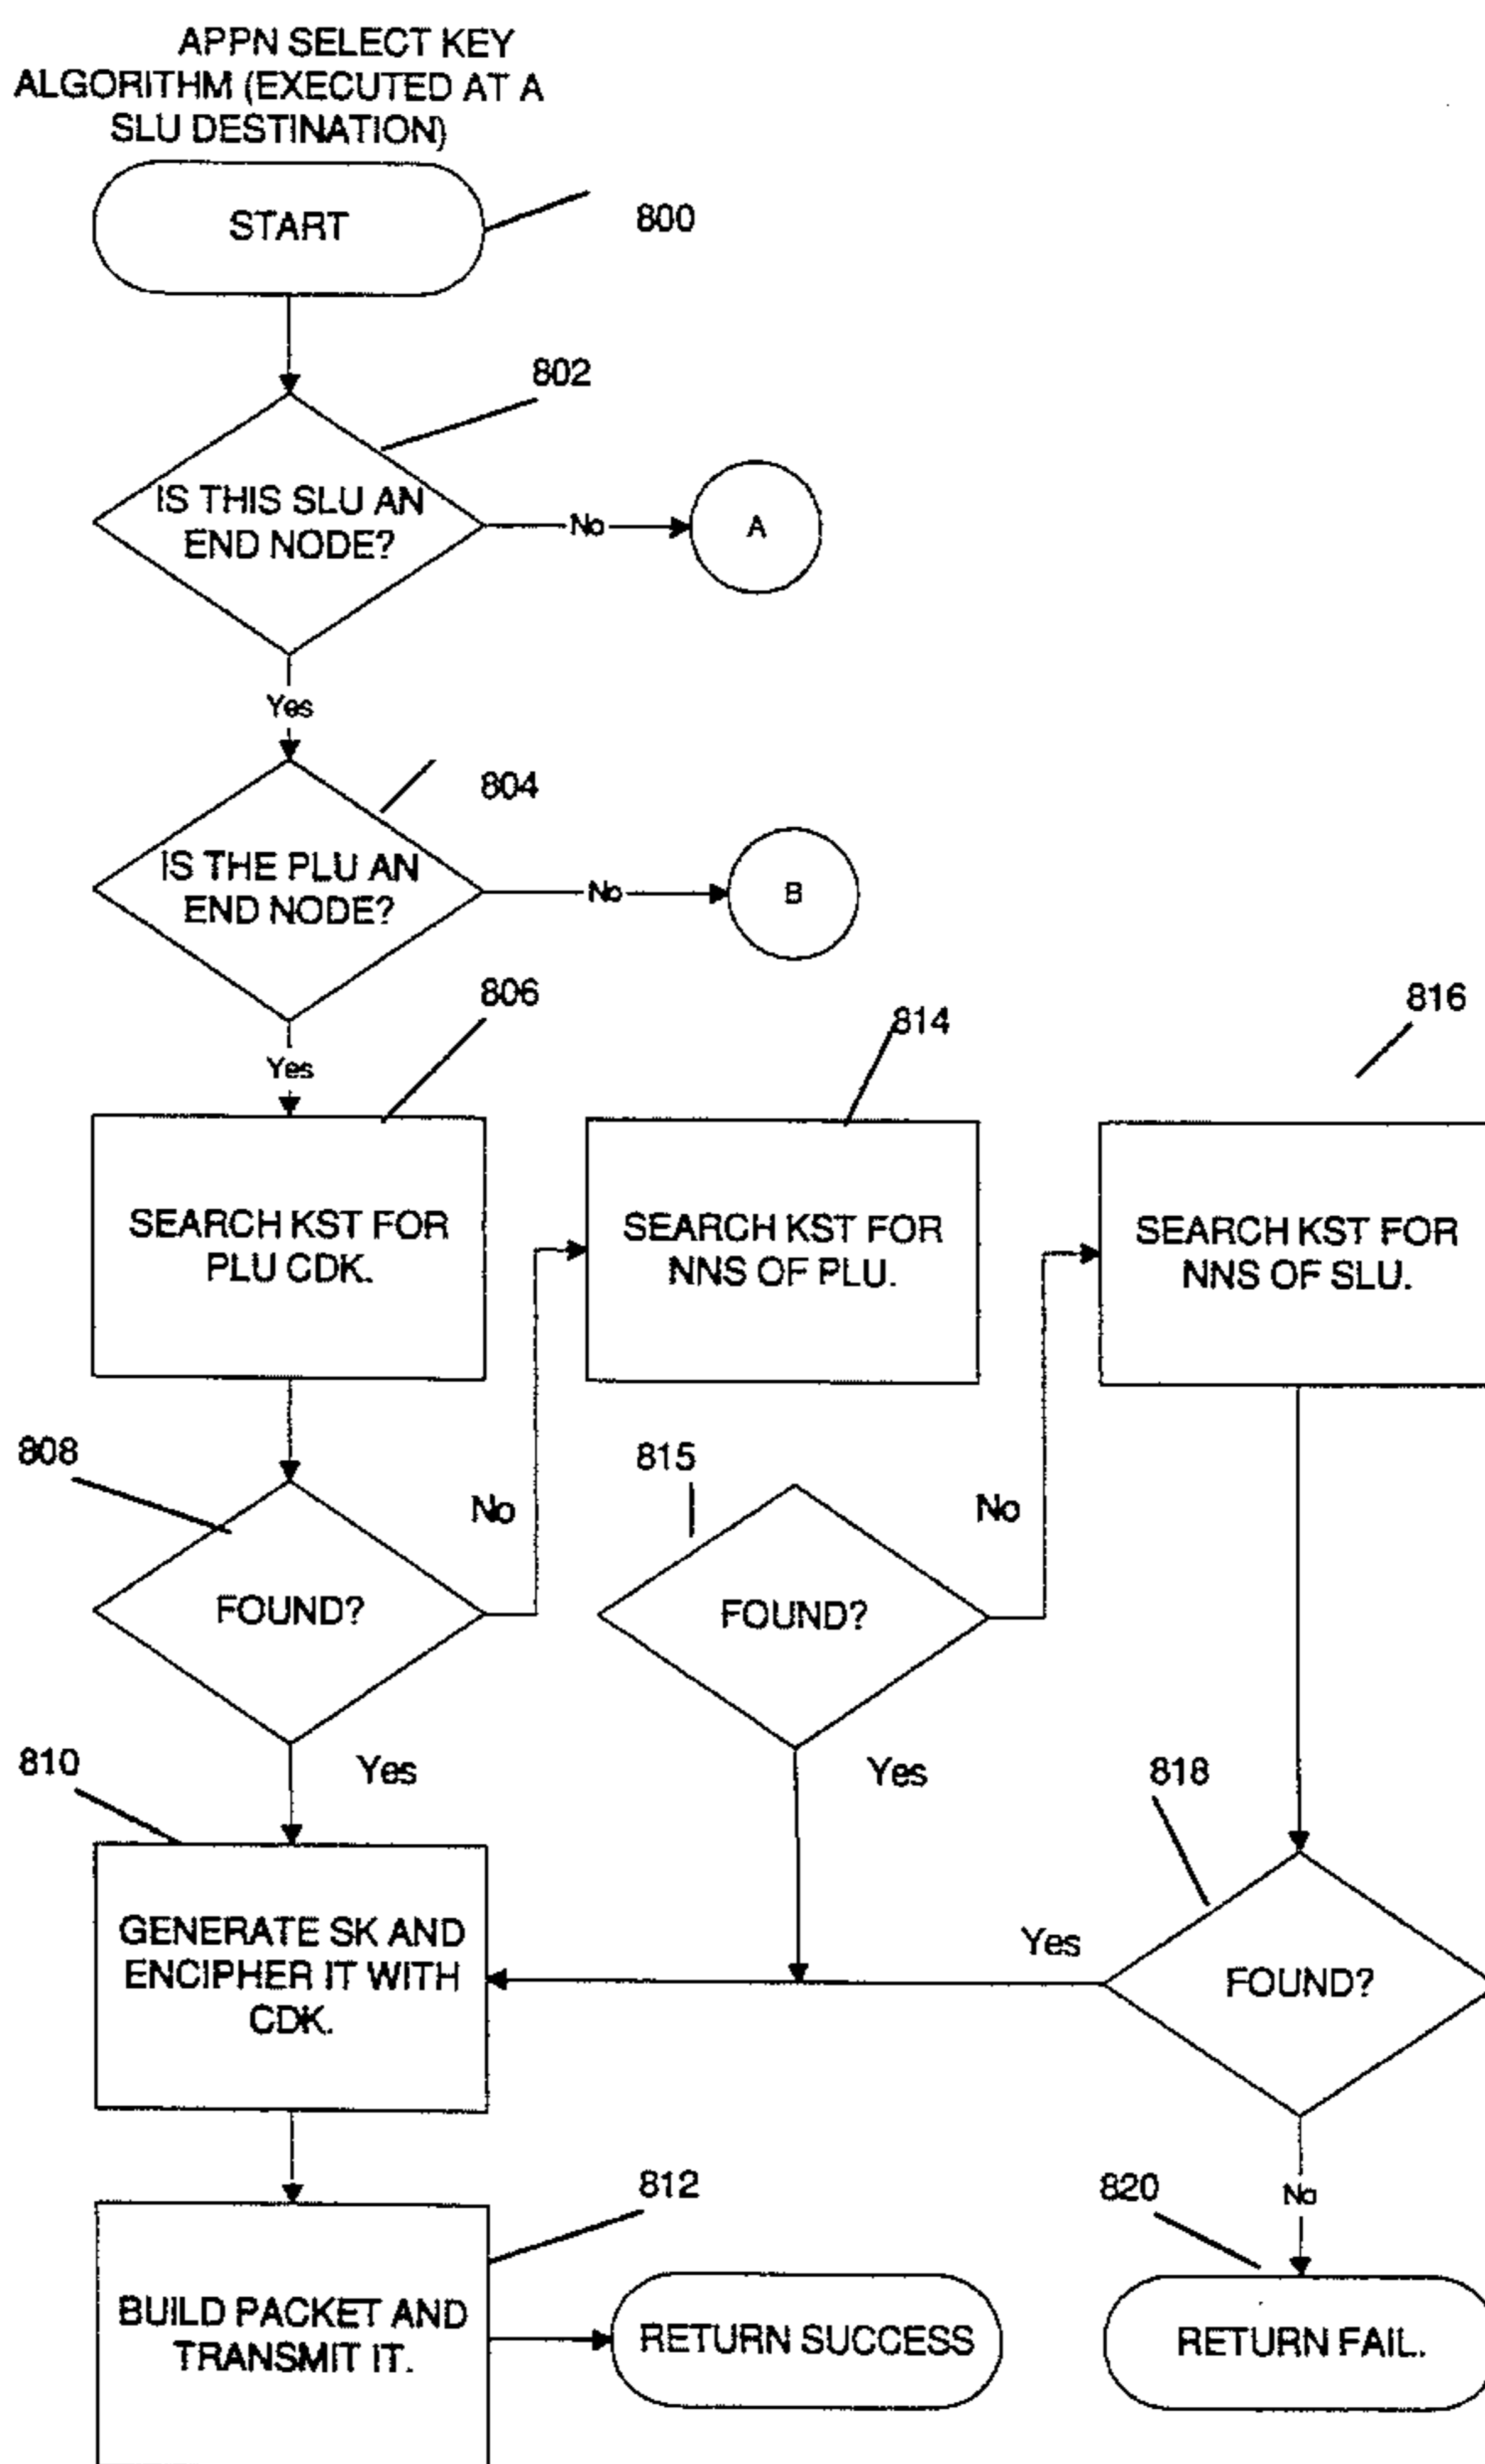 APPN SELECT KEY
ALGORITHM (EXECUTED AT A
SLU DESTINATION)
START
800
802
IS THIS SLU AN
END NODE?
No
A
Yes
804
IS THE PLU AN
END NODE?
No
B
Yes
806
814
816
SEARCH KST FOR
PLU CDK.
SEARCH KST FOR
NNS OF PLU.
SEARCH KST FOR
NNS OF SLU.
808
815
No
No
FOUND?
FOUND?
810
Yes
Yes
818
GENERATE SK AND
ENCIPHER IT WITH
CDK.
Yes
FOUND?
812
820
No
BUILD PACKET AND
TRANSMIT IT.
RETURN SUCCESS
RETURN FAIL.